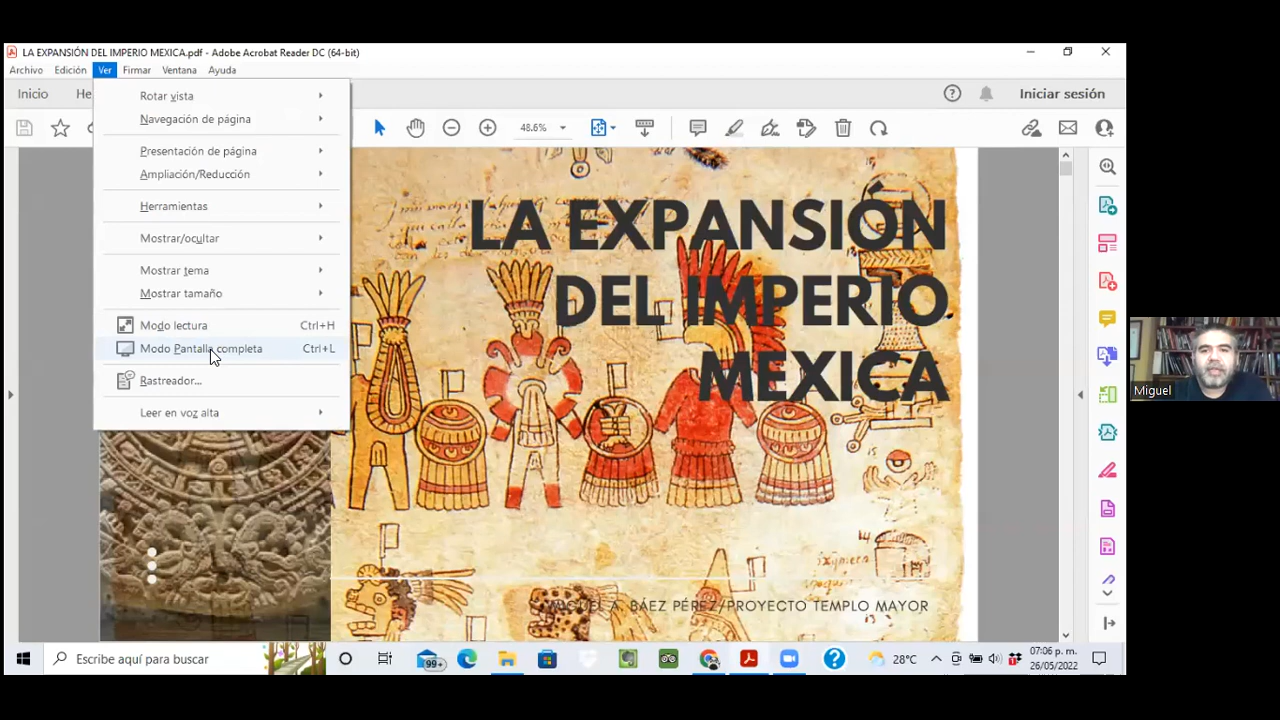 LA EXPANSIÓN DEL IMPERIO MEXICA.pdf - Adobe Acrobat Reader DC (64-bit)
Archivo Edición Ver Firmar Ventana Ayuda
Inicio He
Iniciar sesión
48.6%
Rotar vista
Navegación de página
Presentación de página
Ampliación/Reducción
Herramientas
Mostrar/ocultar
Mostrar tema
Mostrar tamaño
Modo lectura Ctrl+H
Modo Pantalla completa Ctrl+L
Rastreador...
Leer en voz alta
LA EXPANSIÓN
DEL IMPERIO
MEXICA
MIGUEL A. BÁEZ PÉREZ/PROYECTO TEMPLO MAYOR
Miguel
Escribe aquí para buscar
99+
28°C
07:06 p. m.
26/05/2022